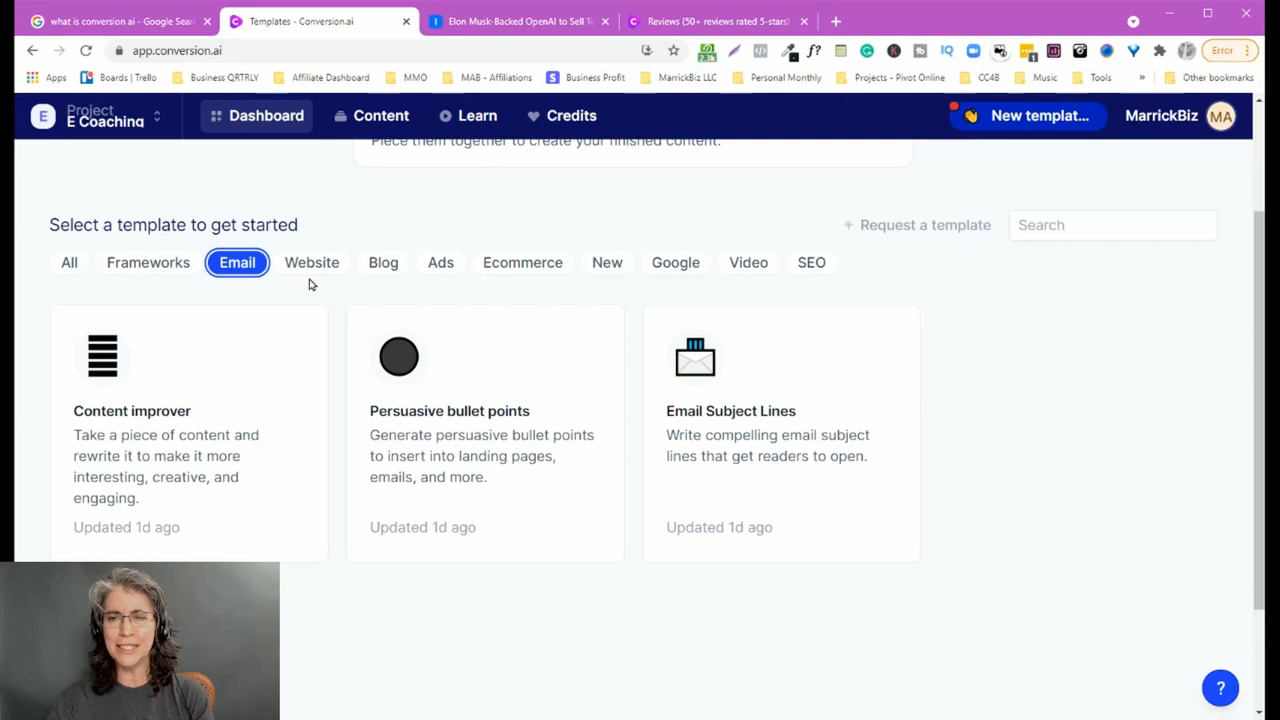 what is conversion ai - Google Sear
Templates - Conversion.ai
Elon Musk-Backed OpenAI to Sell Te
Reviews (50+ reviews rated 5-stars)
app.conversion.ai
2.3k
f?
IQ
1
Error
Apps
Boards | Trello
Business QRTRLY
Affiliate Dashboard
MMO
MAB - Affiliations
Business Profit
MarrickBiz LLC
Personal Monthly
Projects - Pivot Online
CC4B
Music
Tools
»
Other bookmarks
E
Project
E Coaching
Dashboard
Content
Learn
Credits
New templat...
MarrickBiz
MA
Piece them together to create your finished content.
Select a template to get started
Request a template
Search
All
Frameworks
Email
Website
Blog
Ads
Ecommerce
New
Google
Video
SEO
Content improver
Take a piece of content and
rewrite it to make it more
interesting, creative, and
engaging.
Updated 1d ago
Persuasive bullet points
Generate persuasive bullet points
to insert into landing pages,
emails, and more.
Updated 1d ago
Email Subject Lines
Write compelling email subject
lines that get readers to open.
Updated 1d ago
?